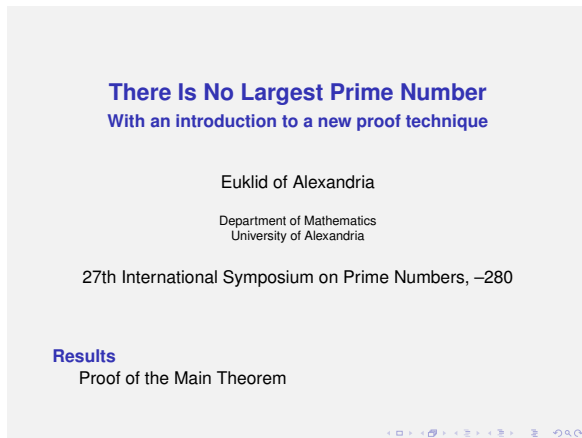 There Is No Largest Prime Number
With an introduction to a new proof technique
Euklid of Alexandria
Department of Mathematics
University of Alexandria
27th International Symposium on Prime Numbers, –280
Results
Proof of the Main Theorem